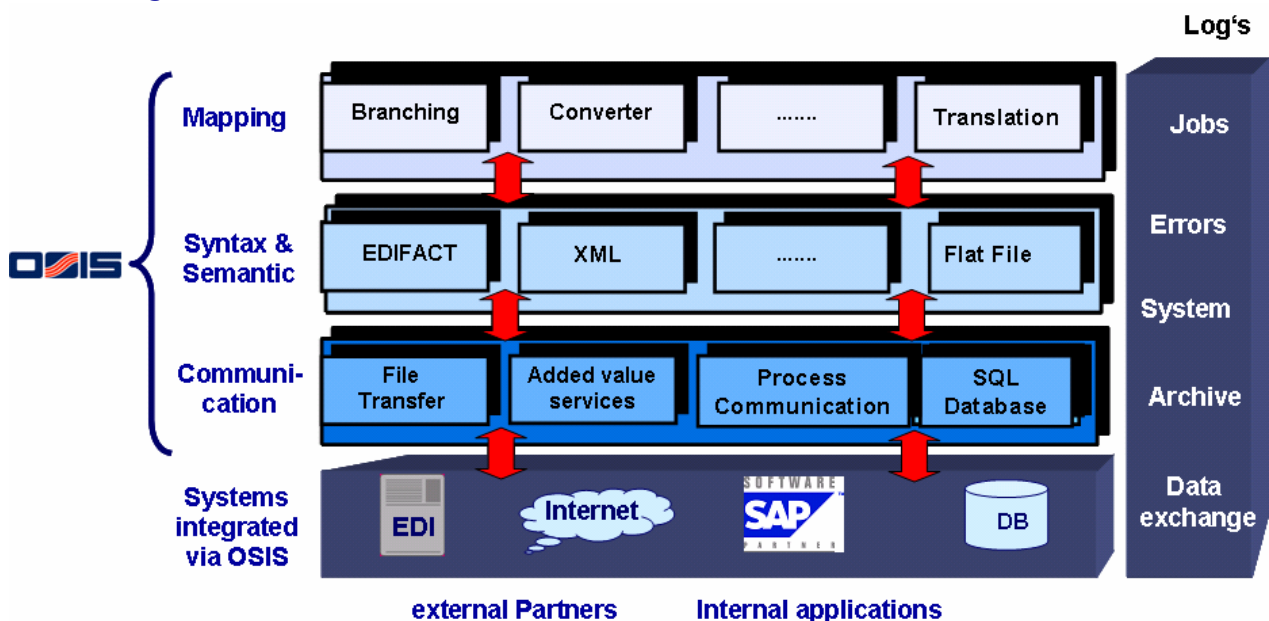 Log's
Mapping
Branching
Converter
.......
Translation
Jobs
OSIS
Syntax &
Semantic
EDIFACT
XML
.......
Flat File
Errors
System
Communi-
cation
File
Transfer
Added value
services
Process
Communication
SQL
Database
Archive
Systems
integrated
via OSIS
EDI
Internet
SOFTWARE
SAP
PARTNER
DB
Data
exchange
external Partners
Internal applications